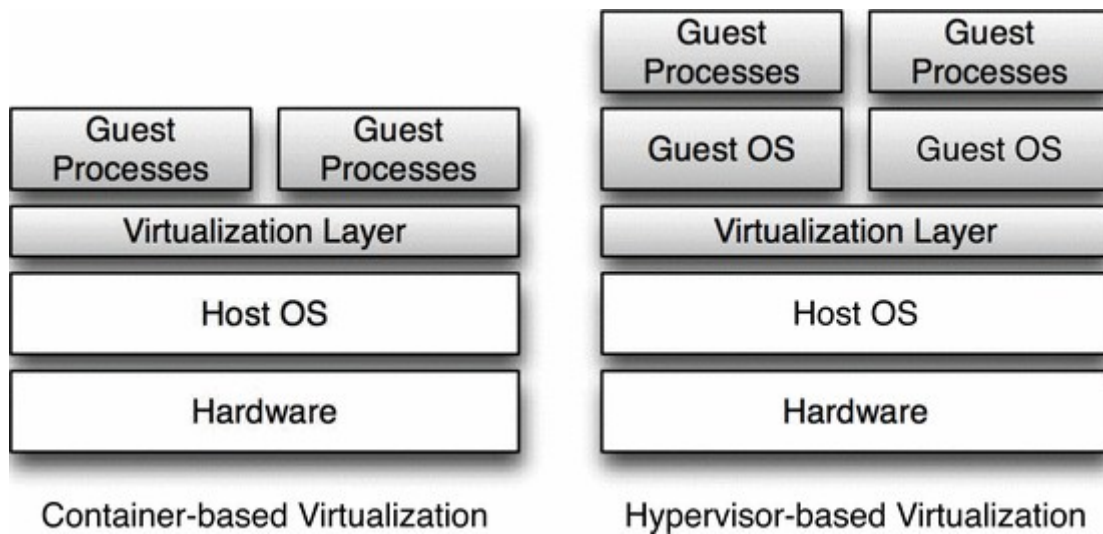 Guest
Processes
Guest
Processes
Virtualization Layer
Host OS
Hardware
Container-based Virtualization
Guest
Processes
Guest
Processes
Guest OS
Guest OS
Virtualization Layer
Host OS
Hardware
Hypervisor-based Virtualization